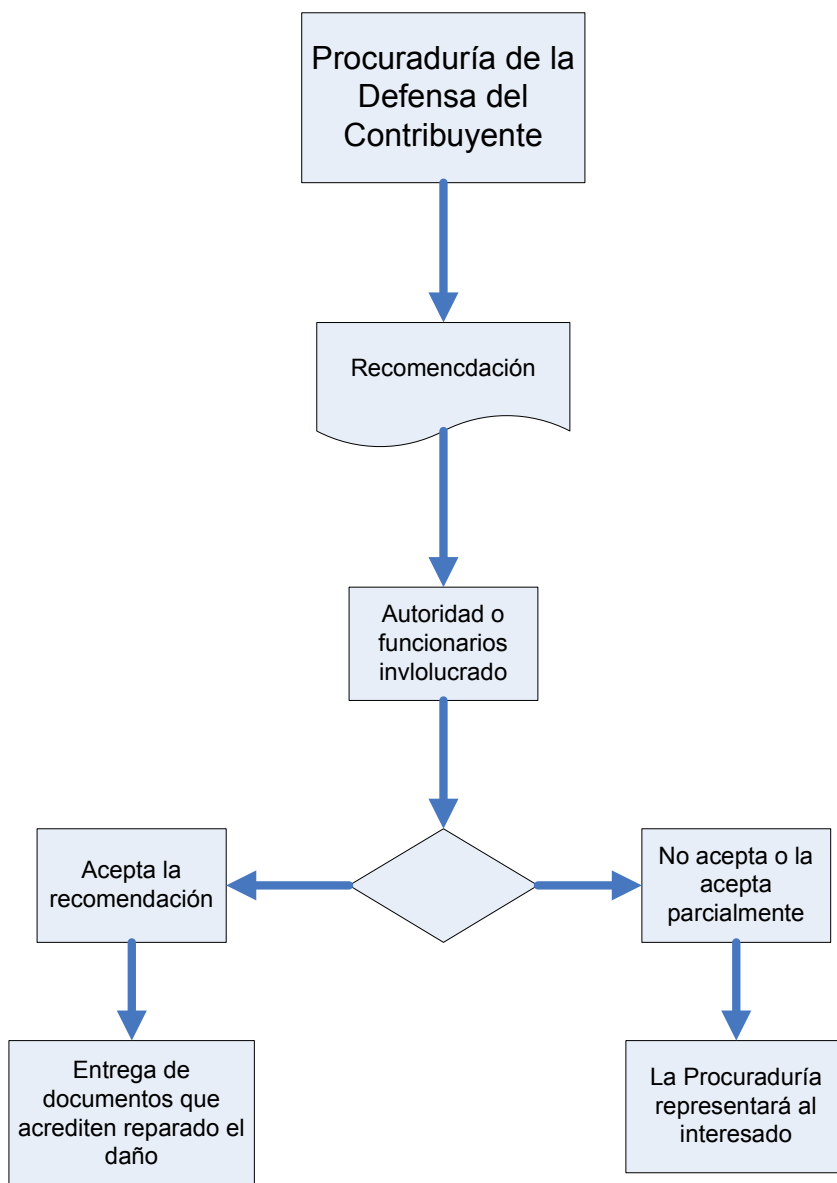 Procuraduría de la
Defensa del
Contribuyente
Recomencdación
Autoridad o
funcionarios
invlolucrado
Acepta la
recomendación
No acepta o la
acepta
parcialmente
Entrega de
documentos que
acrediten reparado el
daño
La Procuraduría
representará al
interesado